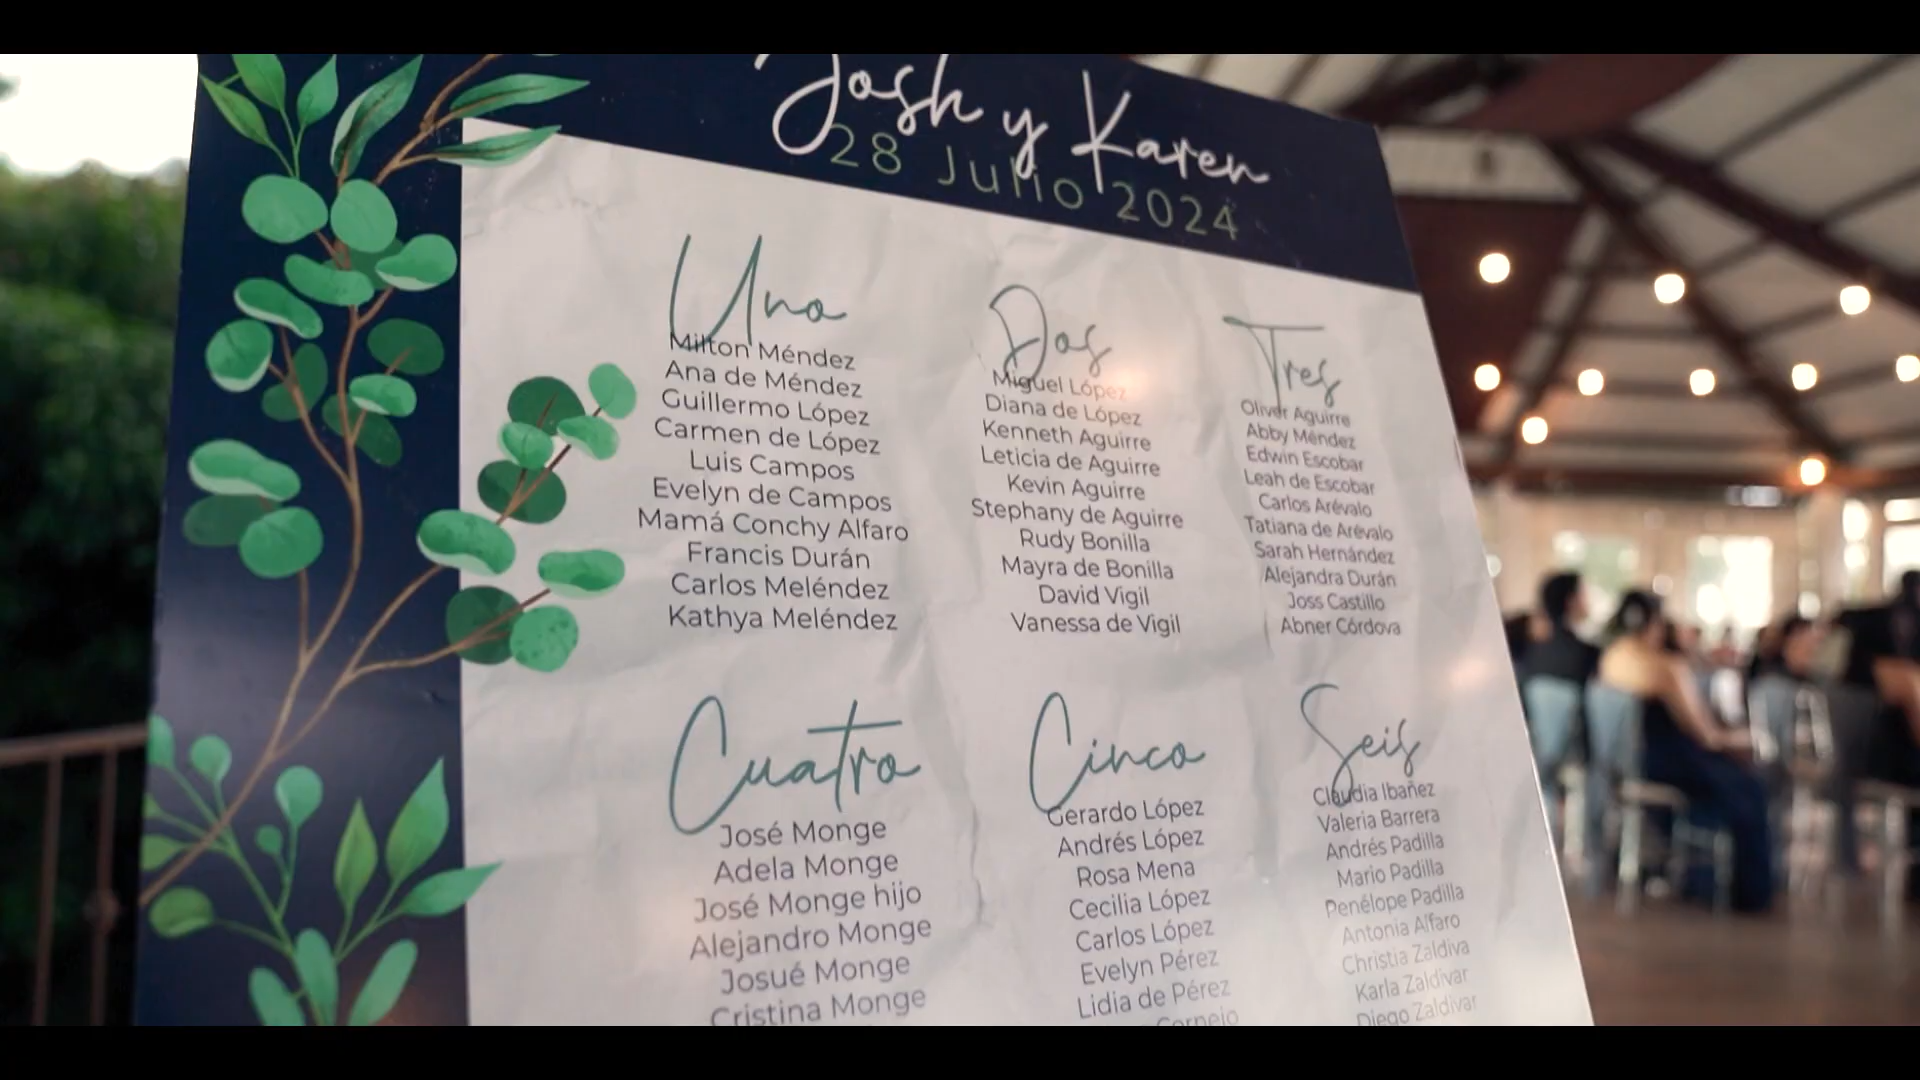 Josh y Karen
28 Julio 2024
Uno
Milton Méndez
Ana de Méndez
Guillermo López
Carmen de López
Luis Campos
Evelyn de Campos
Mamá Conchy Alfaro
Francis Durán
Carlos Meléndez
Kathya Meléndez
Dos
Miguel López
Diana de López
Kenneth Aguirre
Leticia de Aguirre
Kevin Aguirre
Stephany de Aguirre
Rudy Bonilla
Mayra de Bonilla
David Vigil
Vanessa de Vigil
Tres
Oliver Aguirre
Abby Méndez
Edwin Escobar
Leah de Escobar
Carlos Arévalo
Tatiana de Arévalo
Sarah Hernández
Alejandra Durán
Joss Castillo
Abner Córdova
Cuatro
José Monge
Adela Monge
José Monge hijo
Alejandro Monge
Josué Monge
Cristina Monge
Cinco
Gerardo López
Andrés López
Rosa Mena
Cecilia López
Carlos López
Evelyn Pérez
Lidia de Pérez
Cornejo
Seis
Claudia Ibañez
Valeria Barrera
Andrés Padilla
Mario Padilla
Penélope Padilla
Antonia Alfaro
Christia Zaldiva
Karla Zaldivar
Diego Zaldivar